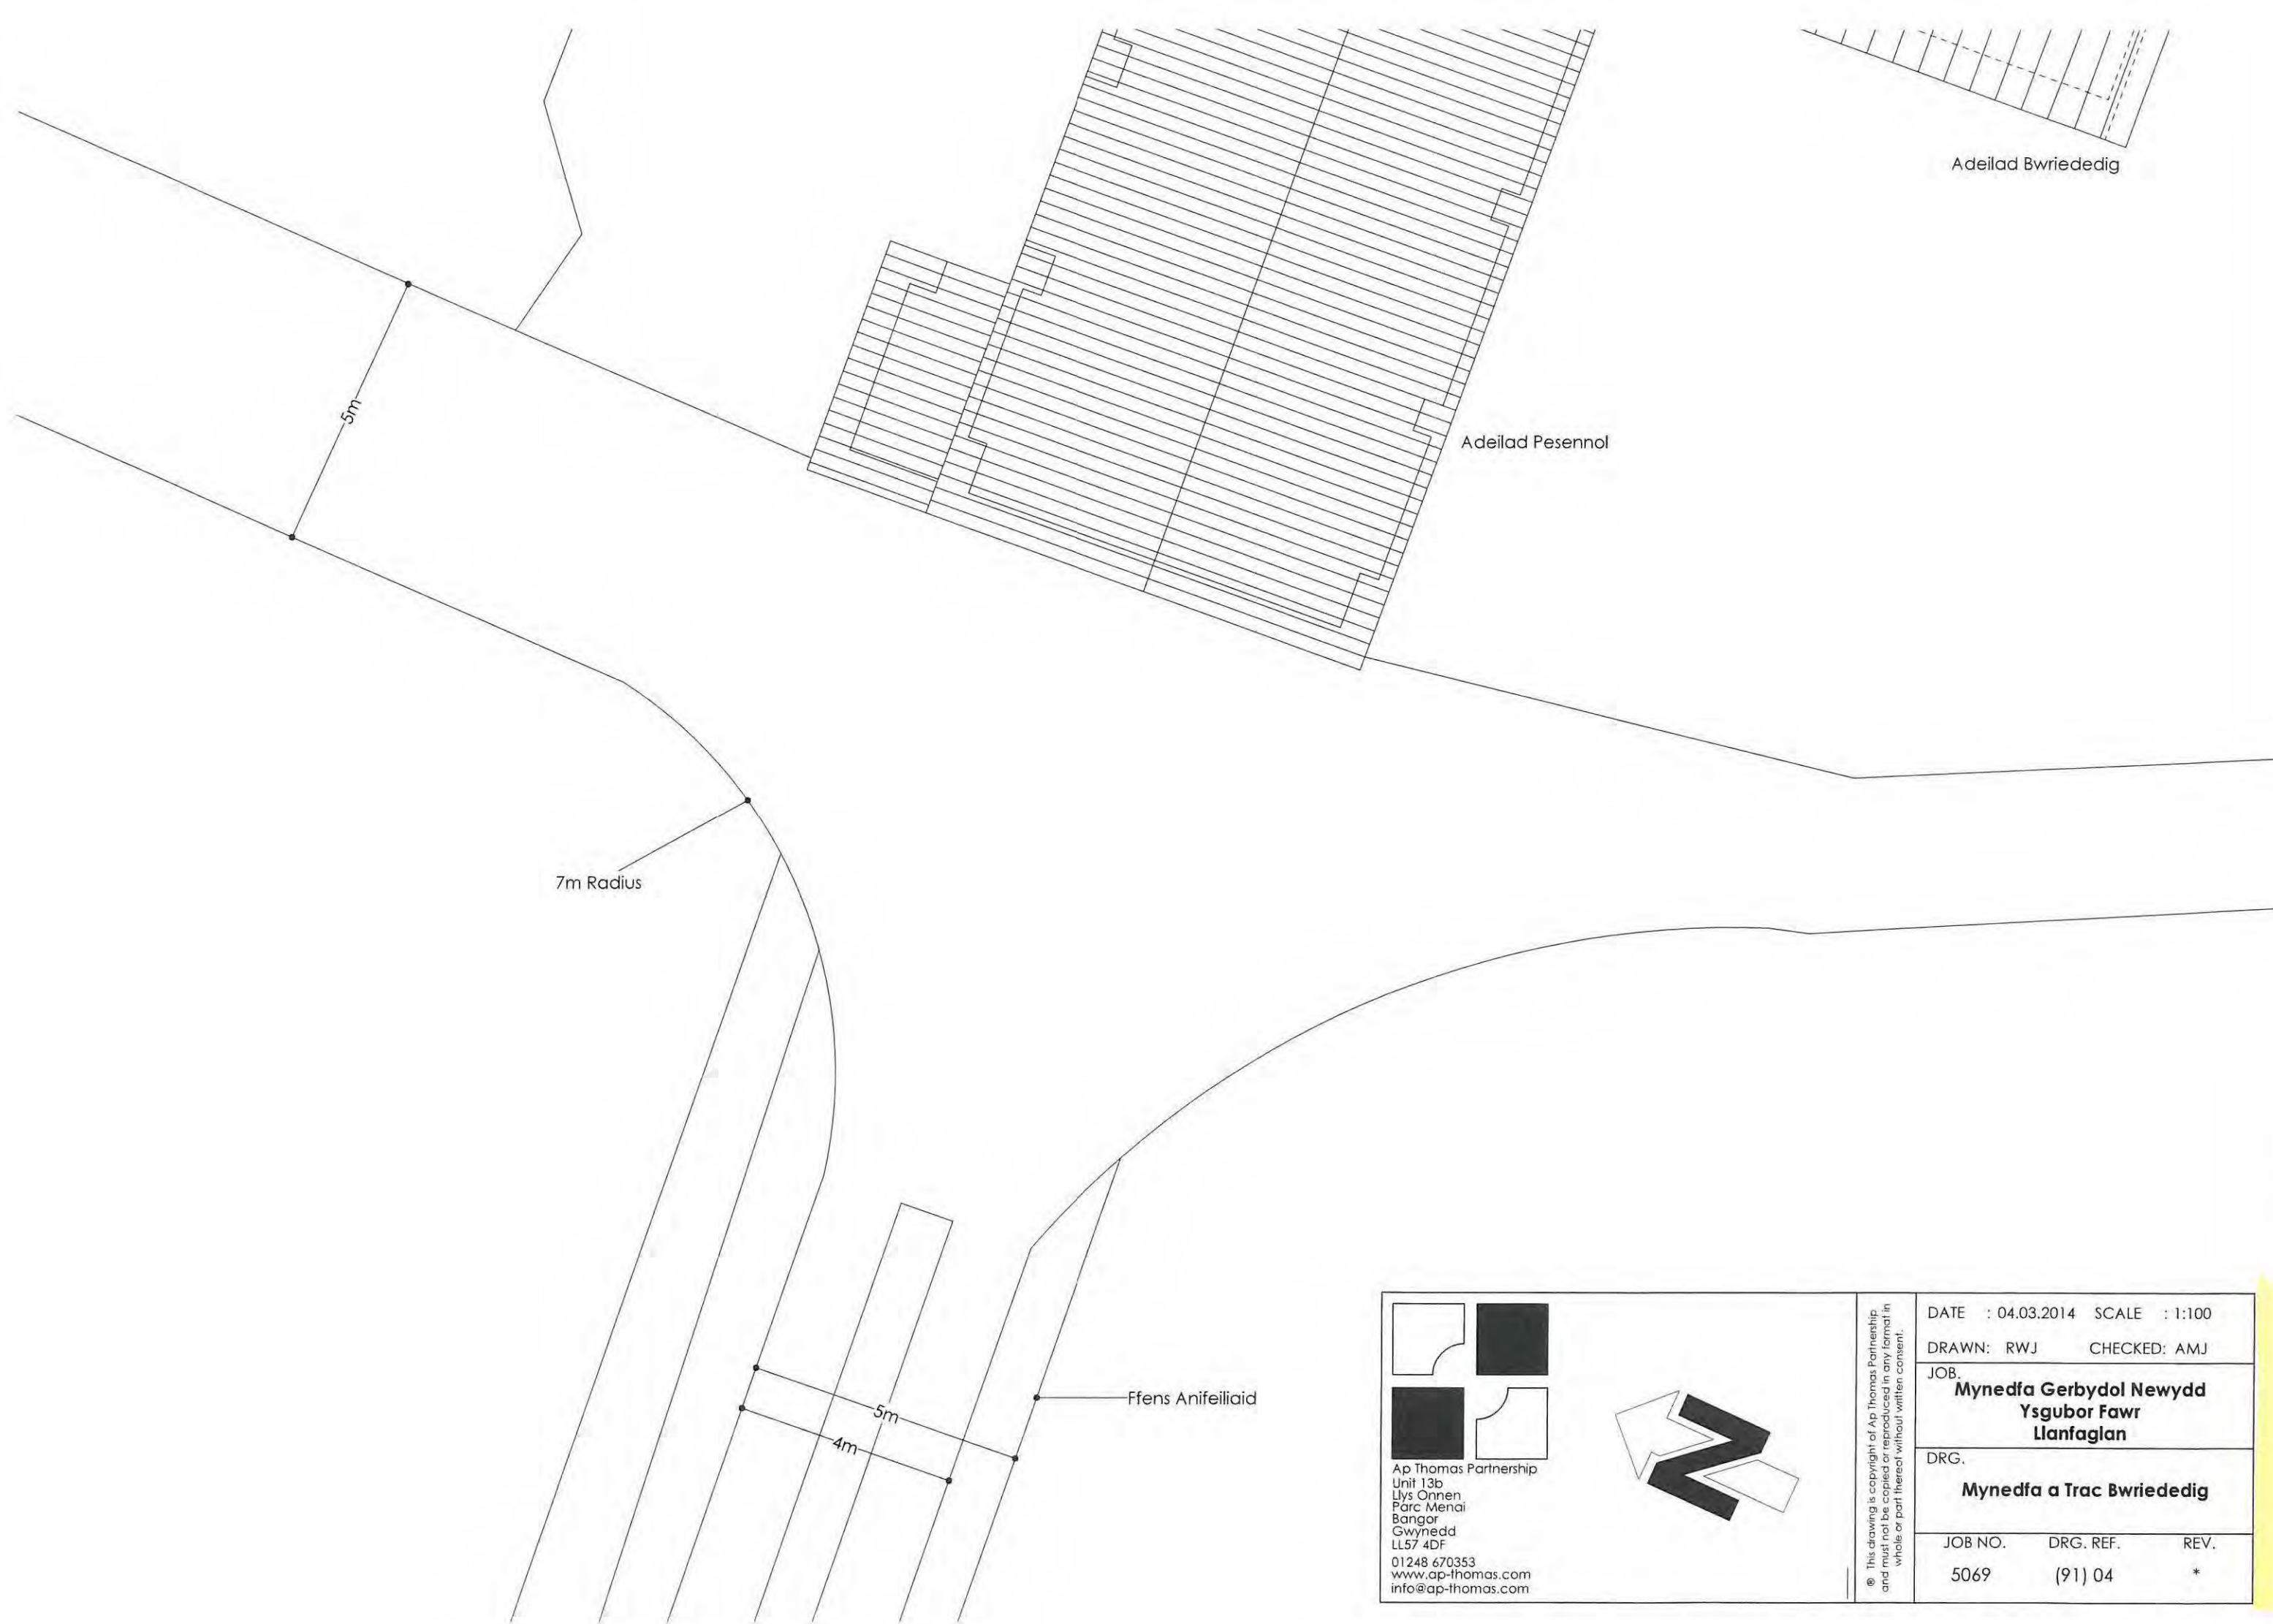 Adeilad Bwriededig
5m
Adeilad Pesennol
7m Radius
5m
4m
Ffens Anifeiliaid
Ap Thomas Partnership
Unit 13b
Llys Onnen
Parc Menai
Bangor
Gwynedd
LL57 4DF
01248 670353
www.ap-thomas.com
info@ap-thomas.com
® This drawing is copyright of Ap Thomas Partnership
and must not be copied or reproduced in any format in
whole or part thereof without written consent.
DATE : 04.03.2014 SCALE : 1:100
DRAWN: RWJ CHECKED: AMJ
JOB.
Mynedfa Gerbydol Newydd
Ysgubor Fawr
Llanfaglan
DRG.
Mynedfa a Trac Bwriededig
JOB NO. DRG. REF. REV.
5069 (91) 04 *